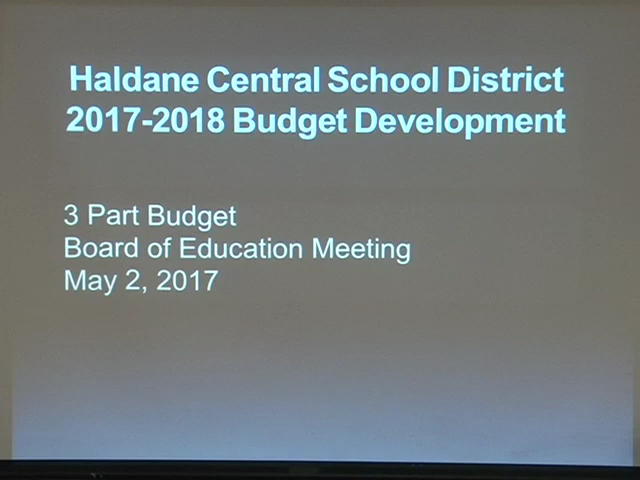 Haldane Central School District
2017-2018 Budget Development
3 Part Budget
Board of Education Meeting
May 2, 2017